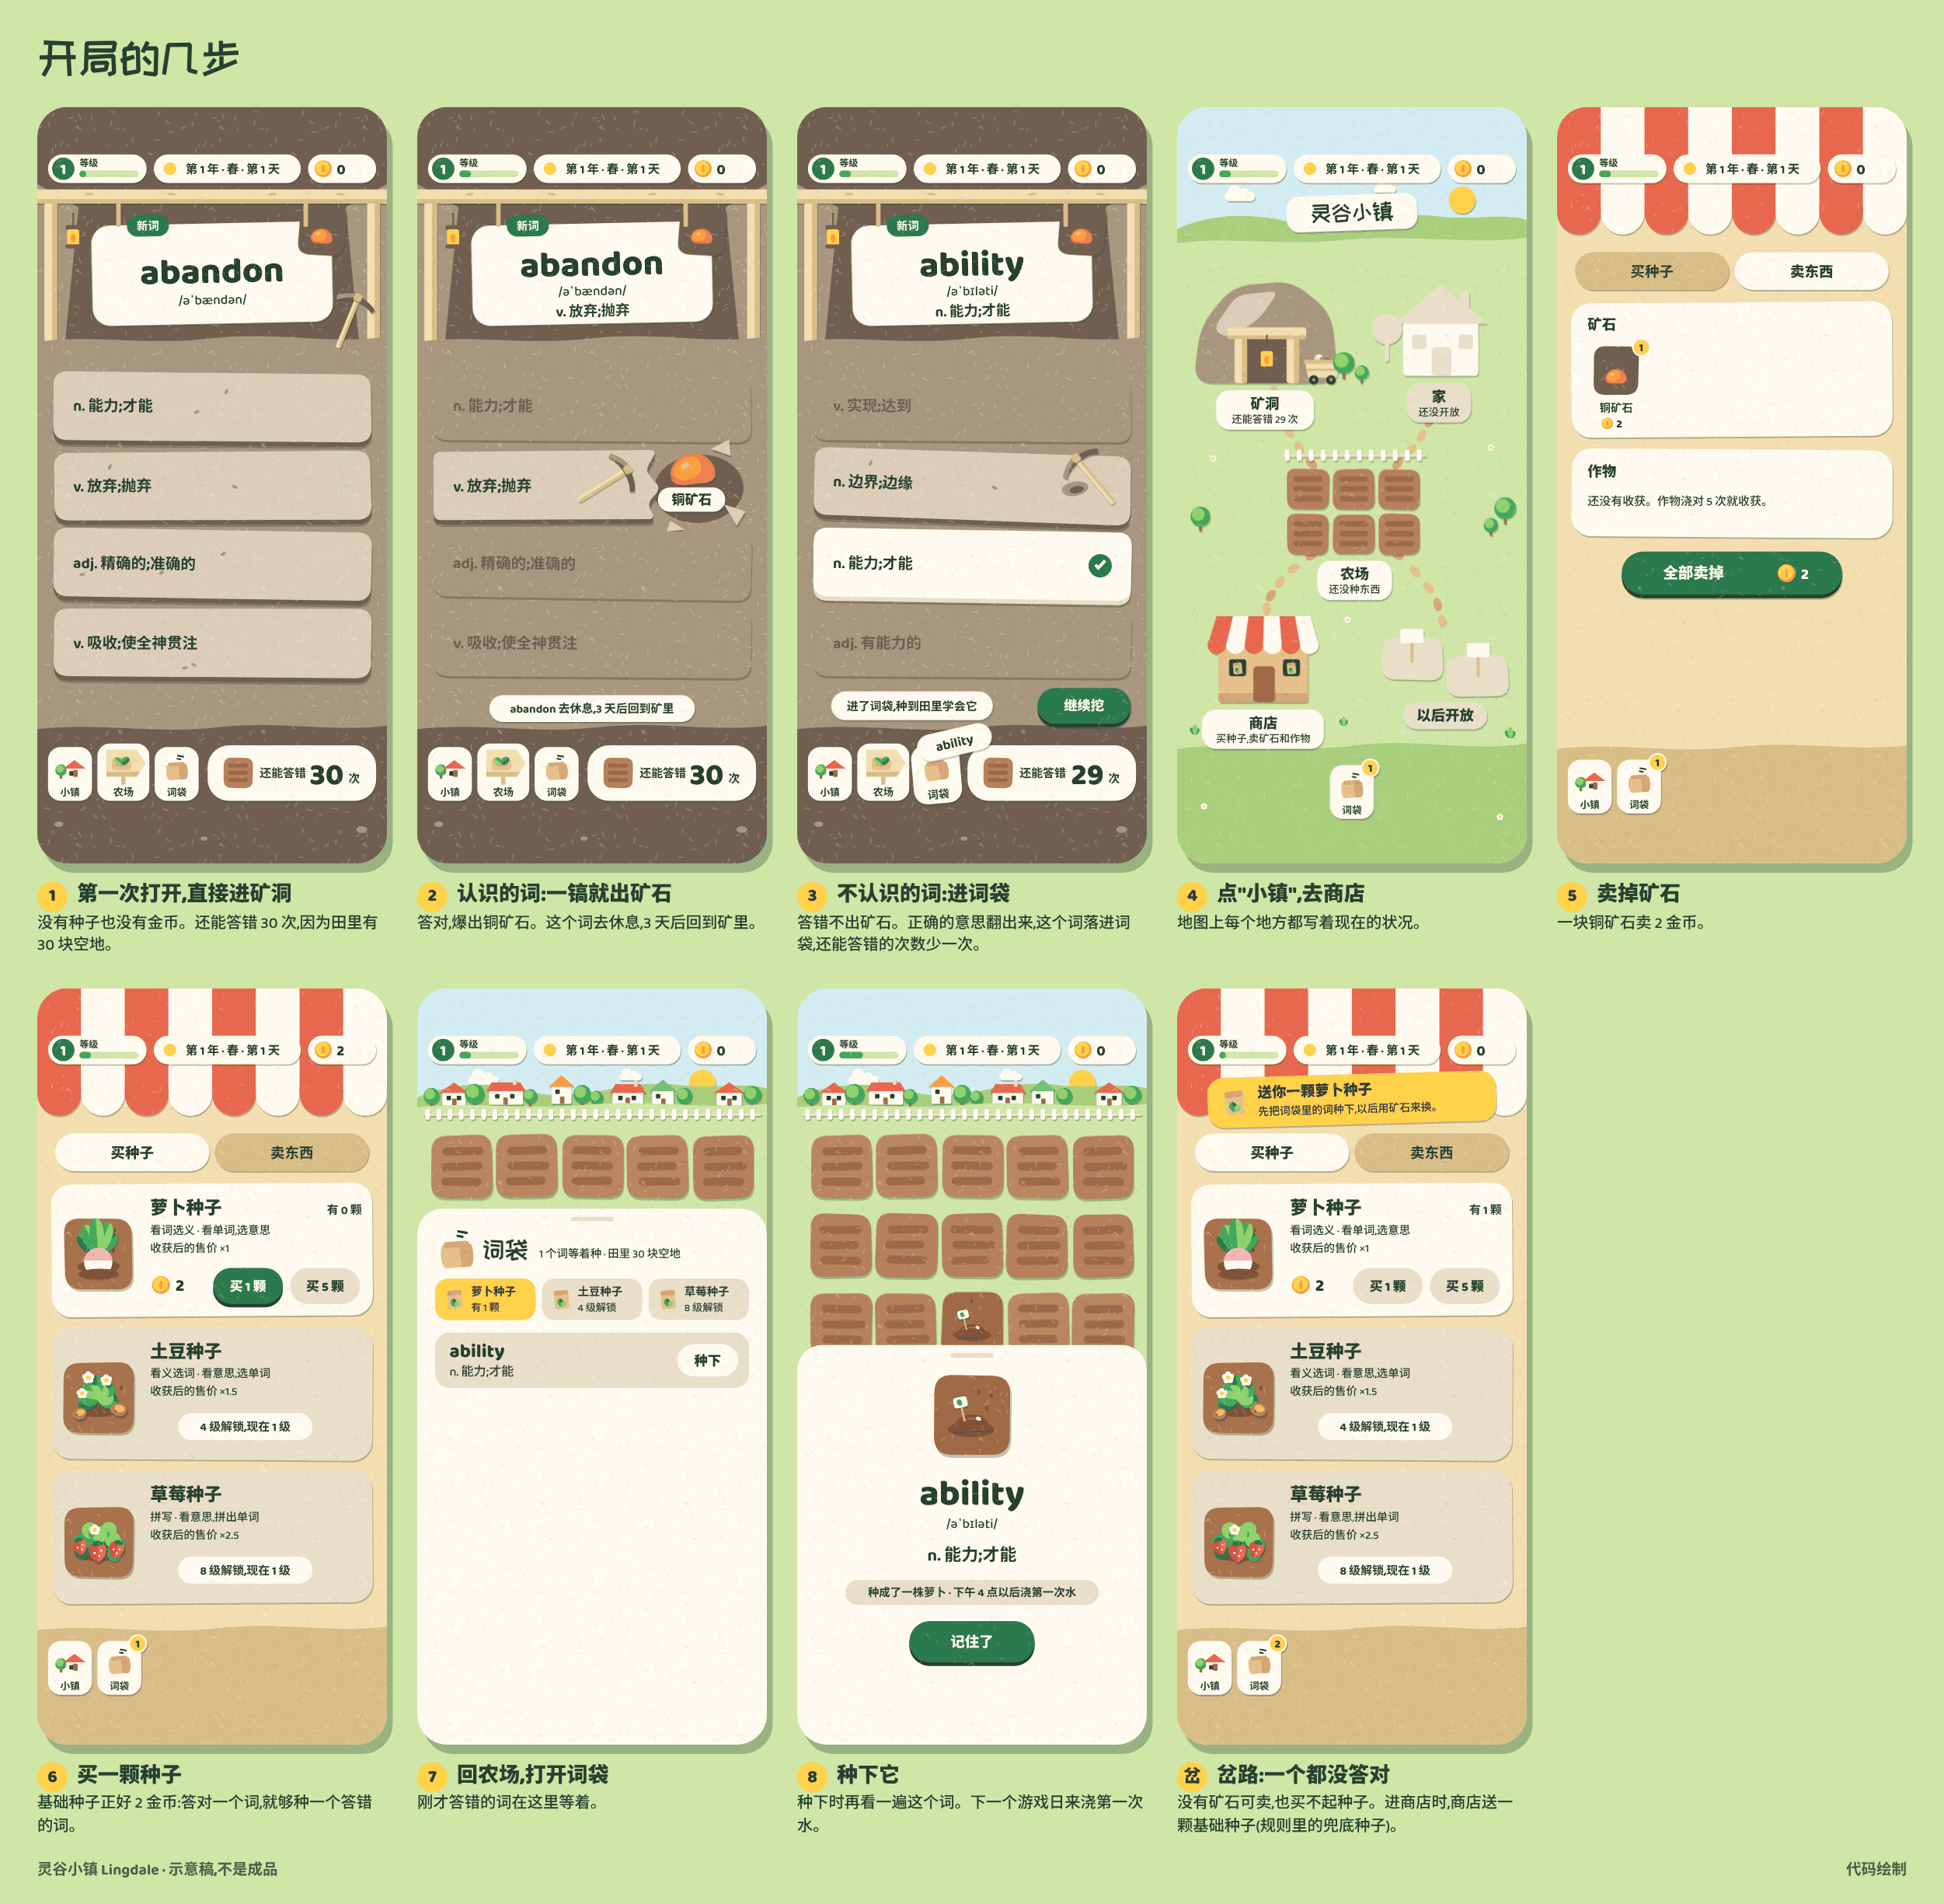 开局的几步
1 等级
第1年·春·第1天
0
新词
abandon
/əˈbændən/
n. 能力;才能
v. 放弃;抛弃
adj. 精确的;准确的
v. 吸收;使全神贯注
小镇
农场
词袋
还能答错 30 次
1 第一次打开,直接进矿洞
没有种子也没有金币。还能答错 30 次,因为田里有
30 块空地。
1 等级
第1年·春·第1天
0
新词
abandon
/əˈbændən/
v. 放弃;抛弃
n. 能力;才能
v. 放弃;抛弃
铜矿石
adj. 精确的;准确的
v. 吸收;使全神贯注
abandon 去休息,3 天后回到矿里
小镇
农场
词袋
还能答错 30 次
2 认识的词:一镐就出矿石
答对,爆出铜矿石。这个词去休息,3 天后回到矿里。
1 等级
第1年·春·第1天
0
新词
ability
/əˈbɪləti/
n. 能力;才能
v. 实现;达到
n. 边界;边缘
n. 能力;才能
adj. 有能力的
进了词袋,种到田里学会它
继续挖
ability
小镇
农场
词袋
还能答错 29 次
3 不认识的词:进词袋
答错不出矿石。正确的意思翻出来,这个词落进词
袋,还能答错的次数少一次。
1 等级
第1年·春·第1天
0
灵谷小镇
矿洞
还能答错 29 次
家
还没开放
农场
还没种东西
商店
买种子,卖矿石和作物
以后开放
1
词袋
4 点"小镇",去商店
地图上每个地方都写着现在的状况。
1 等级
第1年·春·第1天
0
买种子
卖东西
矿石
1
铜矿石
2
作物
还没有收获。作物浇对 5 次就收获。
全部卖掉 2
小镇
1
词袋
5 卖掉矿石
一块铜矿石卖 2 金币。
1 等级
第1年·春·第1天
2
买种子
卖东西
萝卜种子
有 0 颗
看词选义 · 看单词,选意思
收获后的售价 ×1
2
买 1 颗
买 5 颗
土豆种子
看义选词 · 看意思,选单词
收获后的售价 ×1.5
4 级解锁,现在 1 级
草莓种子
拼写 · 看意思,拼出单词
收获后的售价 ×2.5
8 级解锁,现在 1 级
小镇
1
词袋
6 买一颗种子
基础种子正好 2 金币:答对一个词,就够种一个答错
的词。
1 等级
第1年·春·第1天
0
词袋
1 个词等着种 · 田里 30 块空地
萝卜种子
有 1 颗
土豆种子
4 级解锁
草莓种子
8 级解锁
ability
n. 能力;才能
种下
7 回农场,打开词袋
刚才答错的词在这里等着。
1 等级
第1年·春·第1天
0
ability
/əˈbɪləti/
n. 能力;才能
种成了一株萝卜 · 下午 4 点以后浇第一次水
记住了
8 种下它
种下时再看一遍这个词。下一个游戏日来浇第一次
水。
1 等级
第1年·春·第1天
0
送你一颗萝卜种子
先把词袋里的词种下,以后用矿石来换。
买种子
卖东西
萝卜种子
有 1 颗
看词选义 · 看单词,选意思
收获后的售价 ×1
2
买 1 颗
买 5 颗
土豆种子
看义选词 · 看意思,选单词
收获后的售价 ×1.5
4 级解锁,现在 1 级
草莓种子
拼写 · 看意思,拼出单词
收获后的售价 ×2.5
8 级解锁,现在 1 级
小镇
2
词袋
岔 岔路:一个都没答对
没有矿石可卖,也买不起种子。进商店时,商店送一
颗基础种子(规则里的兜底种子)。
灵谷小镇 Lingdale · 示意稿,不是成品
代码绘制